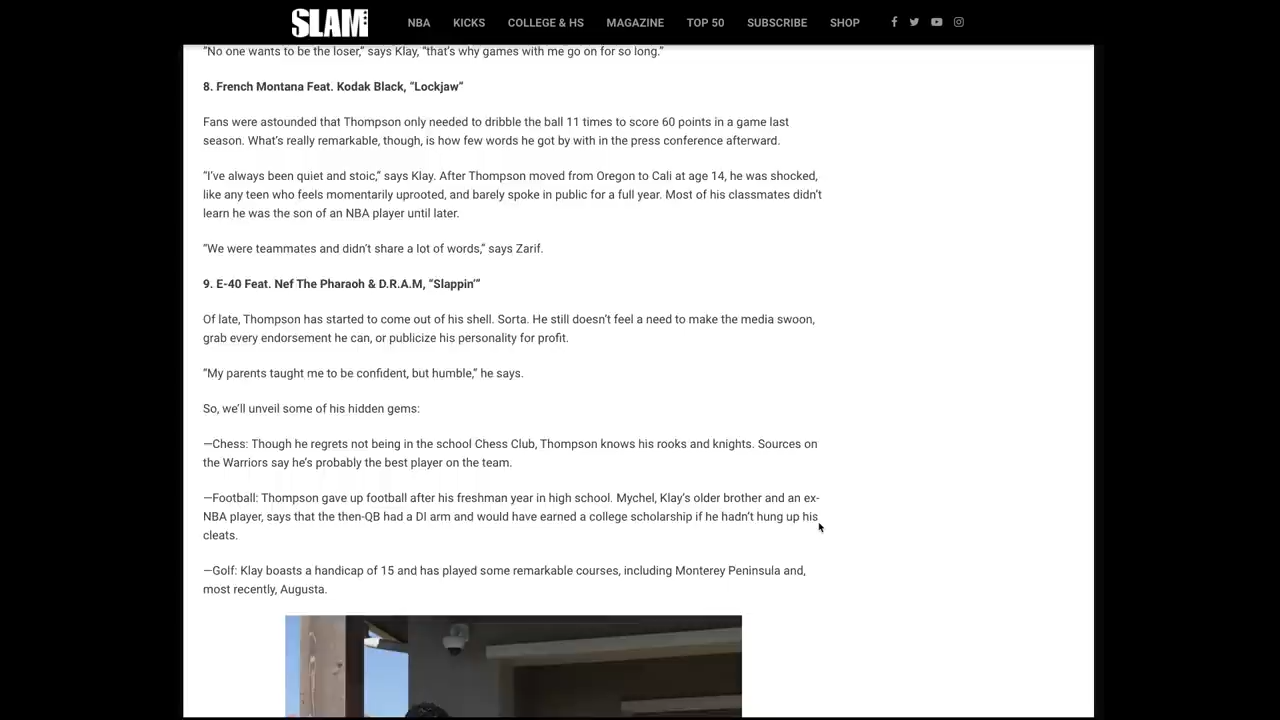 SLAM
NBA KICKS COLLEGE & HS MAGAZINE TOP 50 SUBSCRIBE SHOP
"No one wants to be the loser," says Klay, "that's why games with me go on for so long."
8. French Montana Feat. Kodak Black, "Lockjaw"
Fans were astounded that Thompson only needed to dribble the ball 11 times to score 60 points in a game last
season. What's really remarkable, though, is how few words he got by with in the press conference afterward.
"I've always been quiet and stoic," says Klay. After Thompson moved from Oregon to Cali at age 14, he was shocked,
like any teen who feels momentarily uprooted, and barely spoke in public for a full year. Most of his classmates didn't
learn he was the son of an NBA player until later.
"We were teammates and didn't share a lot of words," says Zarif.
9. E-40 Feat. Nef The Pharaoh & D.R.A.M, "Slappin'"
Of late, Thompson has started to come out of his shell. Sorta. He still doesn't feel a need to make the media swoon,
grab every endorsement he can, or publicize his personality for profit.
"My parents taught me to be confident, but humble," he says.
So, we'll unveil some of his hidden gems:
—Chess: Though he regrets not being in the school Chess Club, Thompson knows his rooks and knights. Sources on
the Warriors say he's probably the best player on the team.
—Football: Thompson gave up football after his freshman year in high school. Mychel, Klay's older brother and an ex-
NBA player, says that the then-QB had a DI arm and would have earned a college scholarship if he hadn't hung up his
cleats.
—Golf: Klay boasts a handicap of 15 and has played some remarkable courses, including Monterey Peninsula and,
most recently, Augusta.